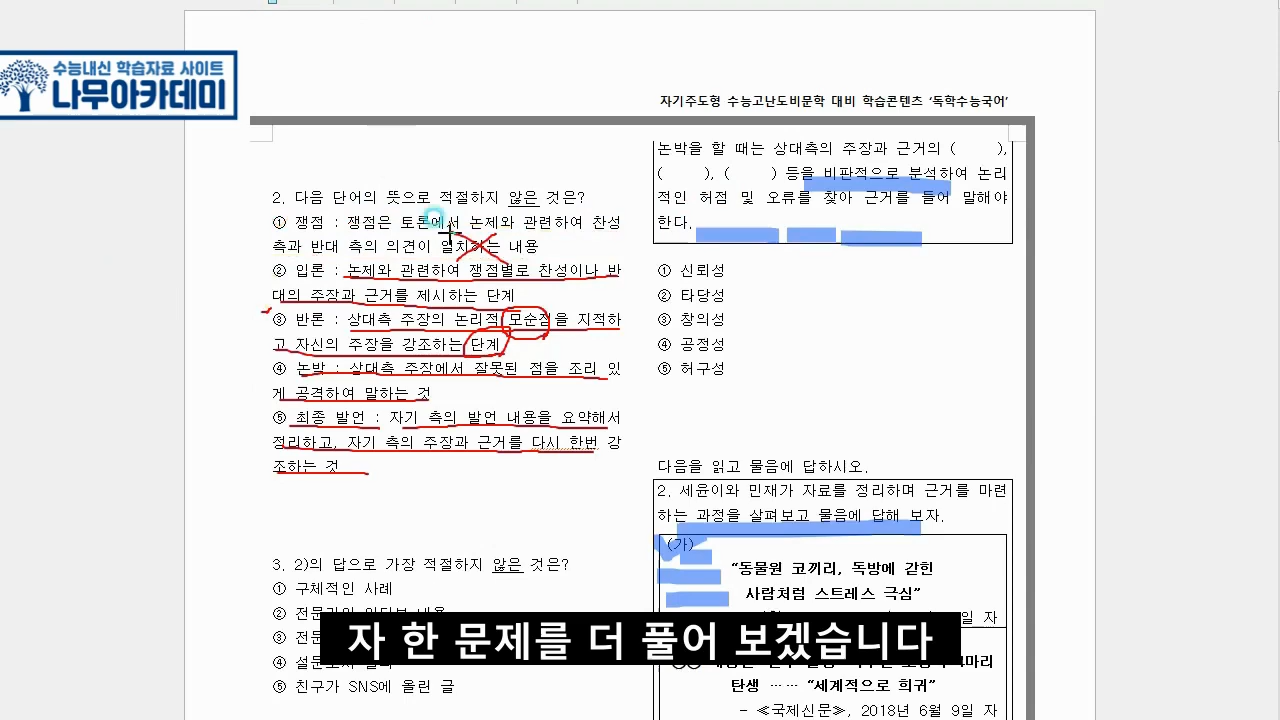 수능내신 학습자료 사이트
나무아카데미
자기주도형 수능고난도비문학 대비 학습콘텐츠 ‘독학수능국어’
2. 다음 단어의 뜻으로 적절하지 않은 것은?
① 쟁점 : 쟁점은 토론에서 논제와 관련하여 찬성
측과 반대 측의 의견이 일치하는 내용
② 입론 : 논제와 관련하여 쟁점별로 찬성이나 반
대의 주장과 근거를 제시하는 단계
③ 반론 : 상대측 주장의 논리적 모순점을 지적하
고 자신의 주장을 강조하는 단계
④ 논박 : 상대측 주장에서 잘못된 점을 조리 있
게 공격하여 말하는 것
⑤ 최종 발언 : 자기 측의 발언 내용을 요약해서
정리하고, 자기 측의 주장과 근거를 다시 한번 강
조하는 것
3. 2)의 답으로 가장 적절하지 않은 것은?
① 구체적인 사례
②
③ 전문
④
⑤ 친구가 SNS에 올린 글
논박을 할 때는 상대측의 주장과 근거의 (    ),
(    ), (    ) 등을 비판적으로 분석하여 논리
적인 허점 및 오류를 찾아 근거를 들어 말해야
한다.
① 신뢰성
② 타당성
③ 창의성
④ 공정성
⑤ 허구성
다음을 읽고 물음에 답하시오.
2. 세윤이와 민재가 자료를 정리하며 근거를 마련
하는 과정을 살펴보고 물음에 답해 보자.
(가)
“동물원 코끼리, 독방에 갇힌
사람처럼 스트레스 극심”
일 자
마리
탄생 …… “세계적으로 희귀”
- ≪국제신문≫, 2018년 6월 9일 자
자 한 문제를 더 풀어 보겠습니다